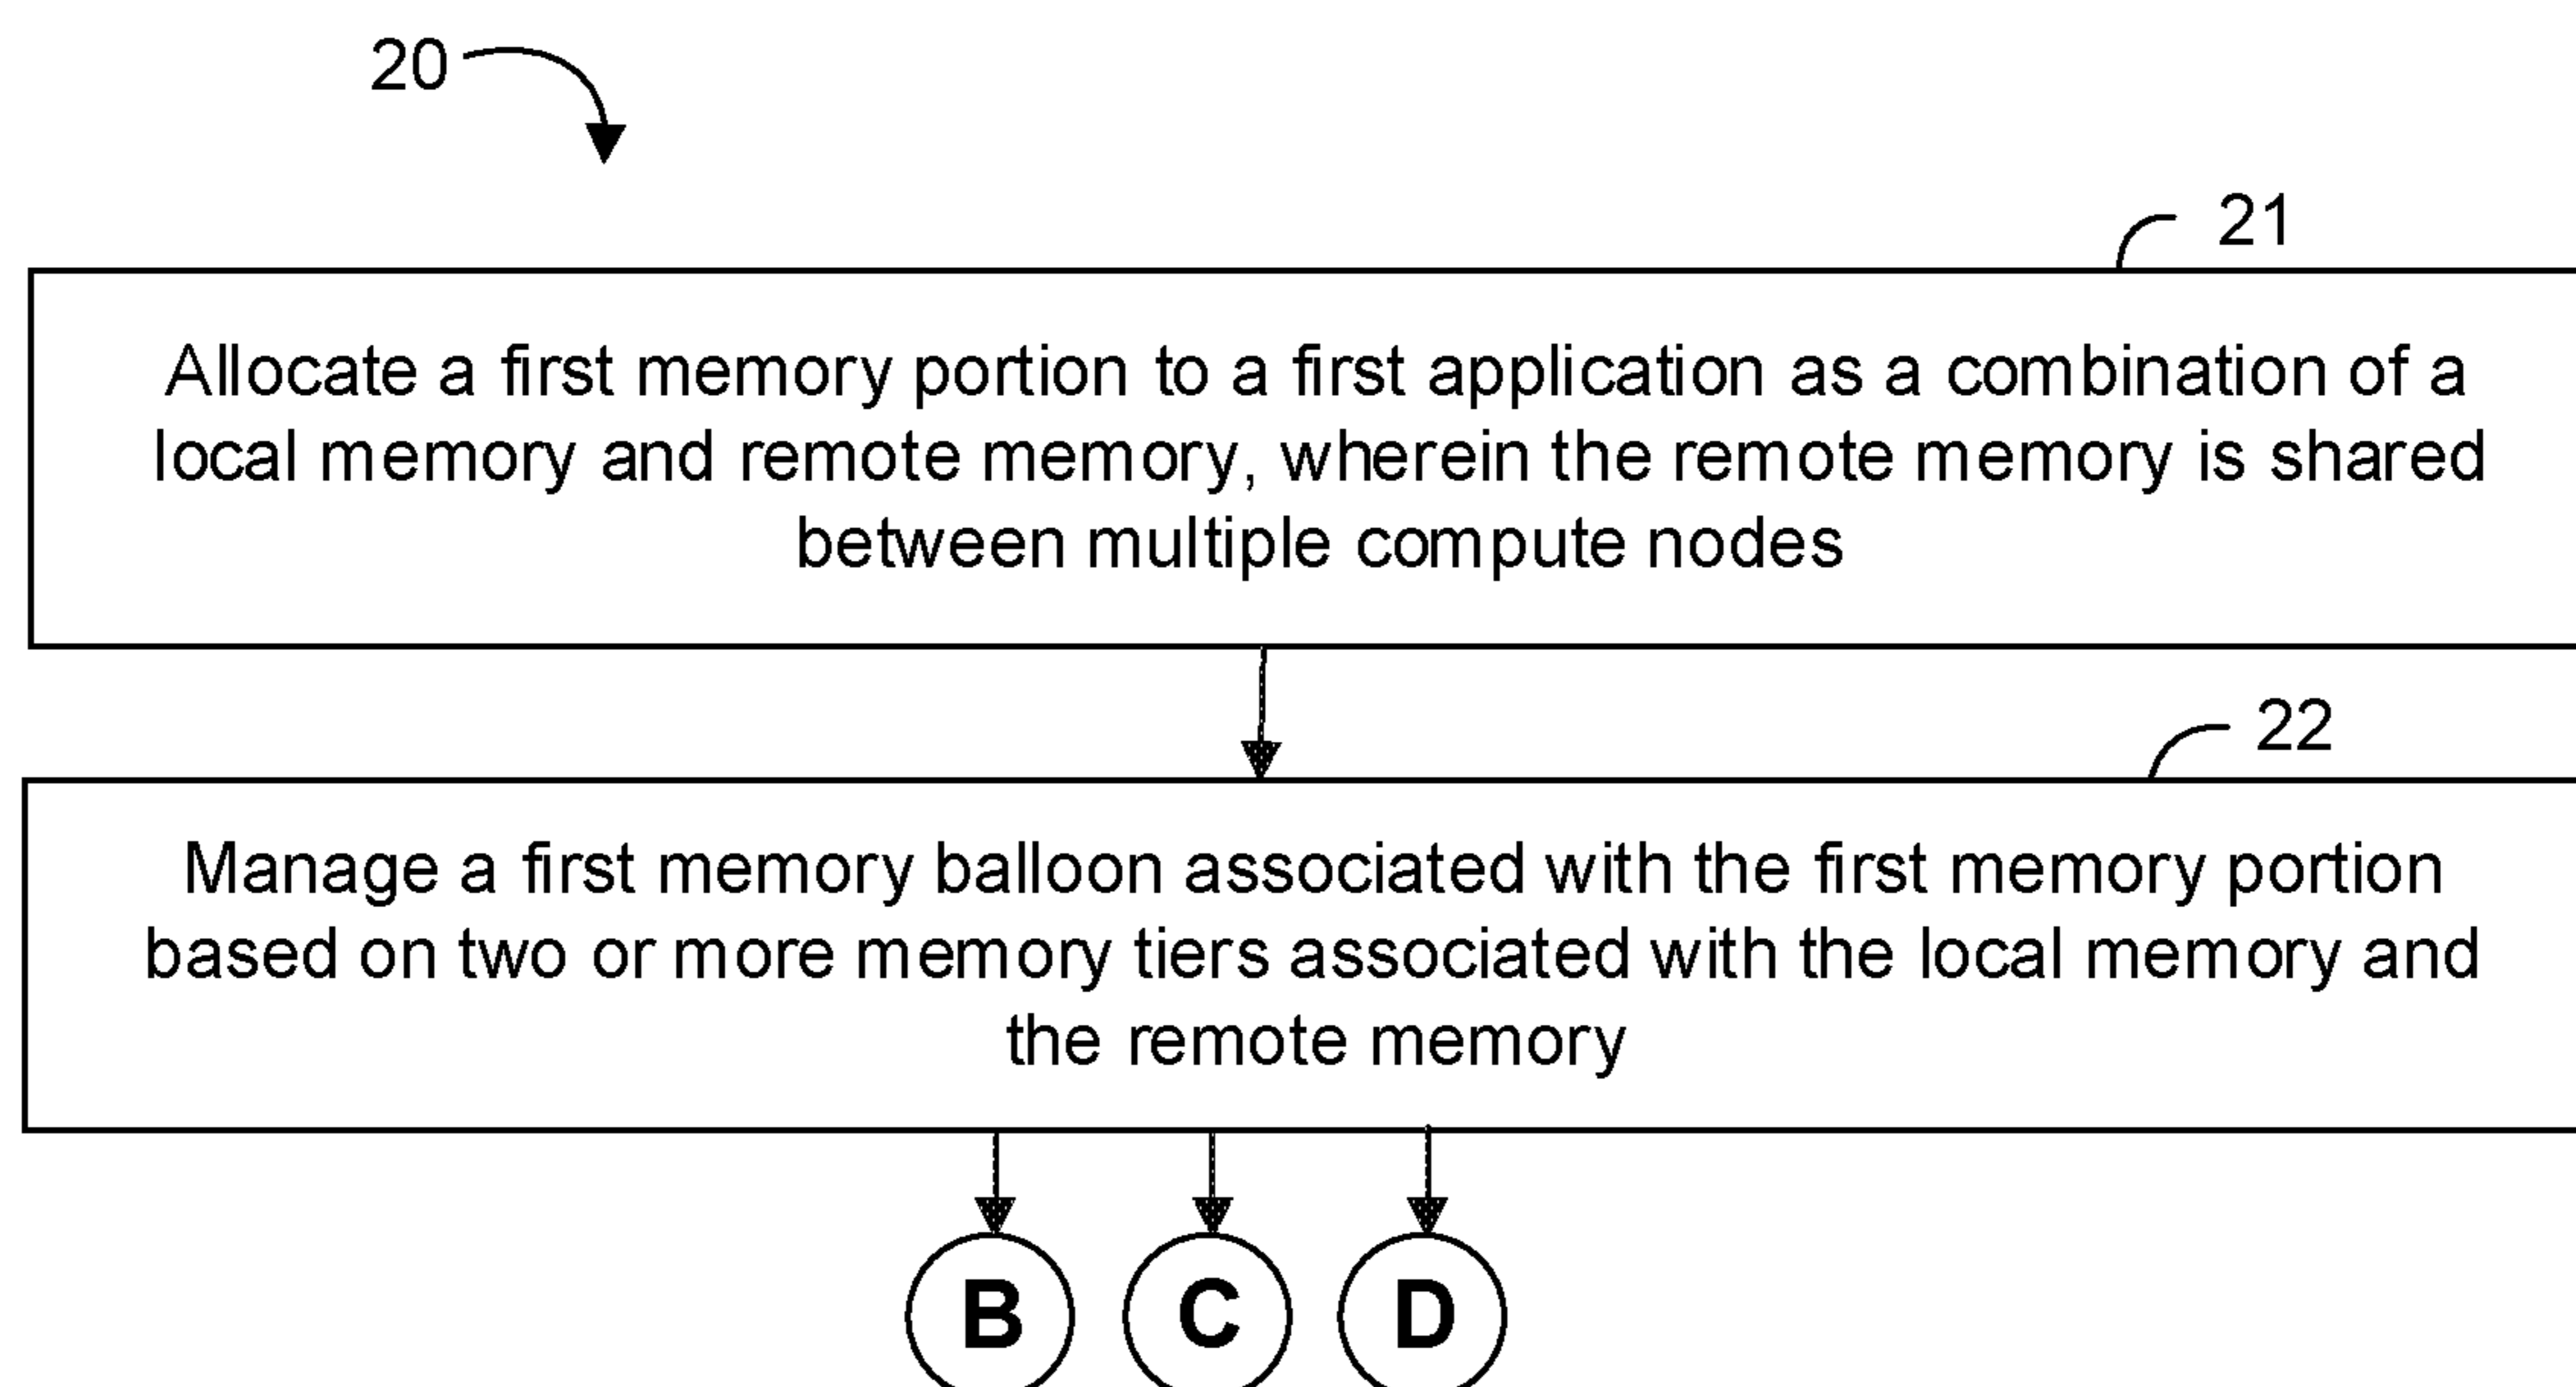 20
21
Allocate a first memory portion to a first application as a combination of a
local memory and remote memory, wherein the remote memory is shared
between multiple compute nodes
22
Manage a first memory balloon associated with the first memory portion
based on two or more memory tiers associated with the local memory and
the remote memory
B C D